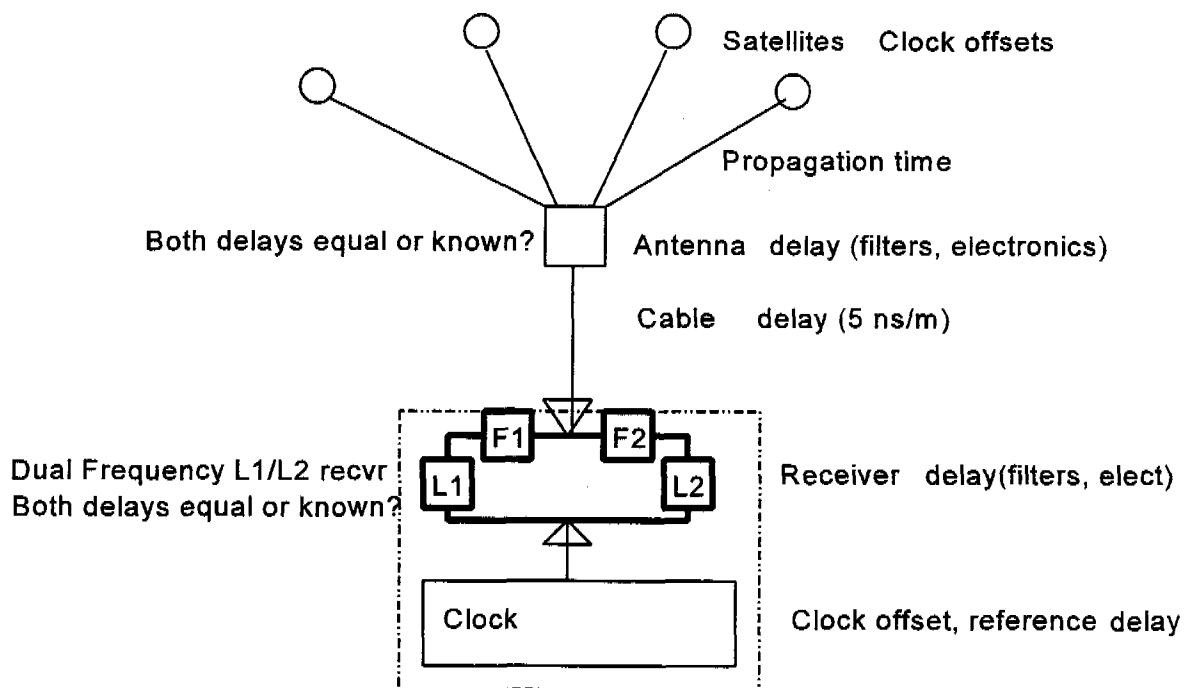 Satellites Clock offsets
Propagation time
Both delays equal or known?
Antenna delay (filters, electronics)
Cable delay (5 ns/m)
F1
F2
Dual Frequency L1/L2 recvr
Both delays equal or known?
L1
L2
Receiver delay(filters, elect)
Clock
Clock offset, reference delay